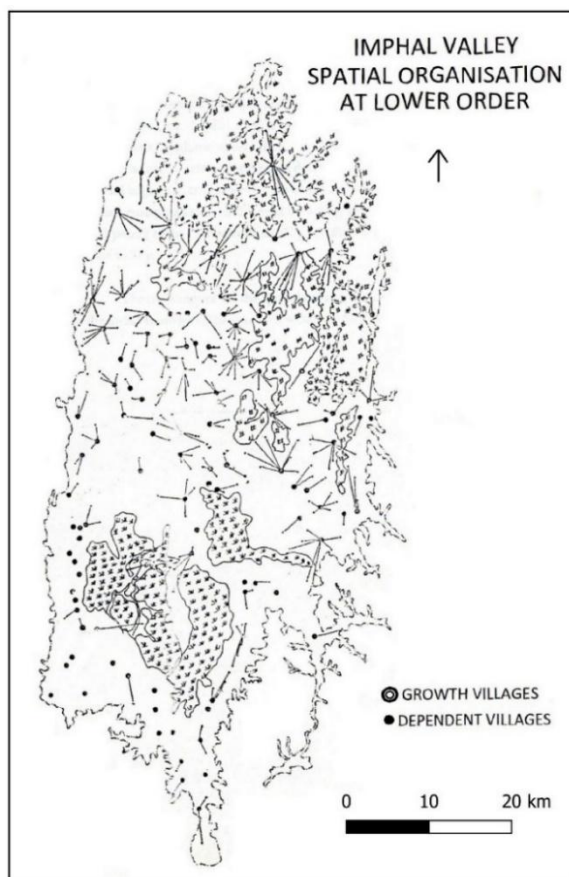 IMPHAL VALLEY
SPATIAL ORGANISATION
AT LOWER ORDER
GROWTH VILLAGES
DEPENDENT VILLAGES
0 10 20 km